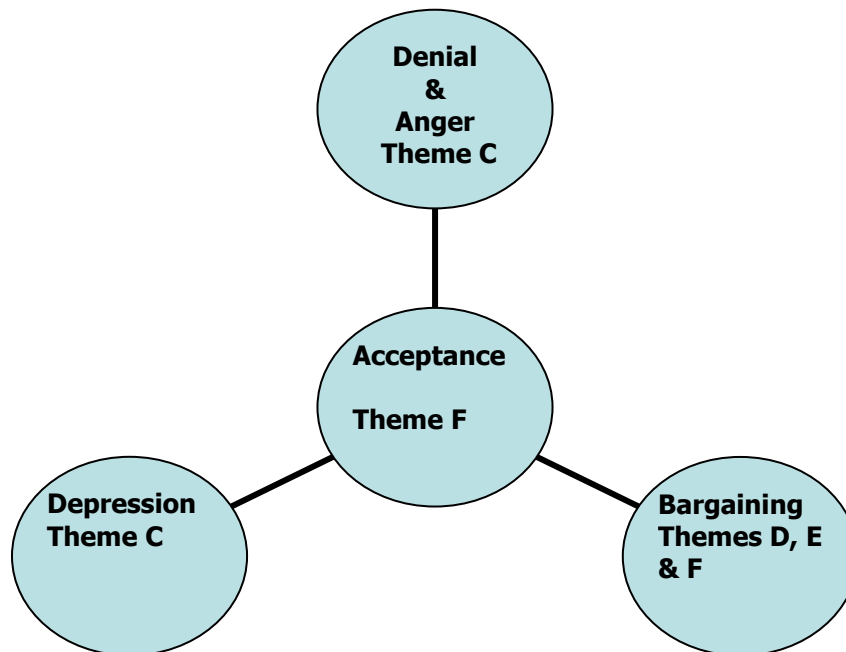 Denial
&
Anger
Theme C
Acceptance
Theme F
Depression
Theme C
Bargaining
Themes D, E
& F